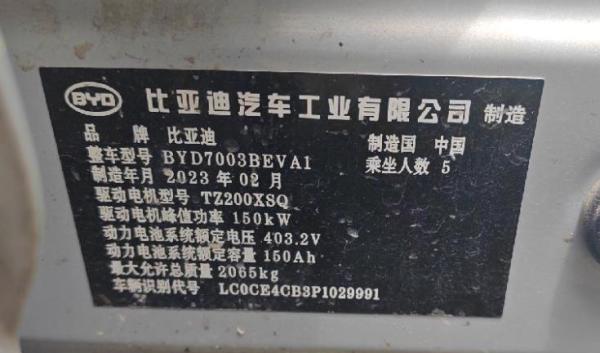 BYD 比亚迪汽车工业有限公司 制造
品 牌 比亚迪 制造国 中国
整车型号 BYD7003BEVA1 乘坐人数 5
制造年月 2023 年 02 月
驱动电机型号 TZ200XSQ
驱动电机峰值功率 150kW
动力电池系统额定电压 403.2V
动力电池系统额定容量 150Ah
最大允许总质量 2065kg
车辆识别代号 LC0CE4CB3P1029991